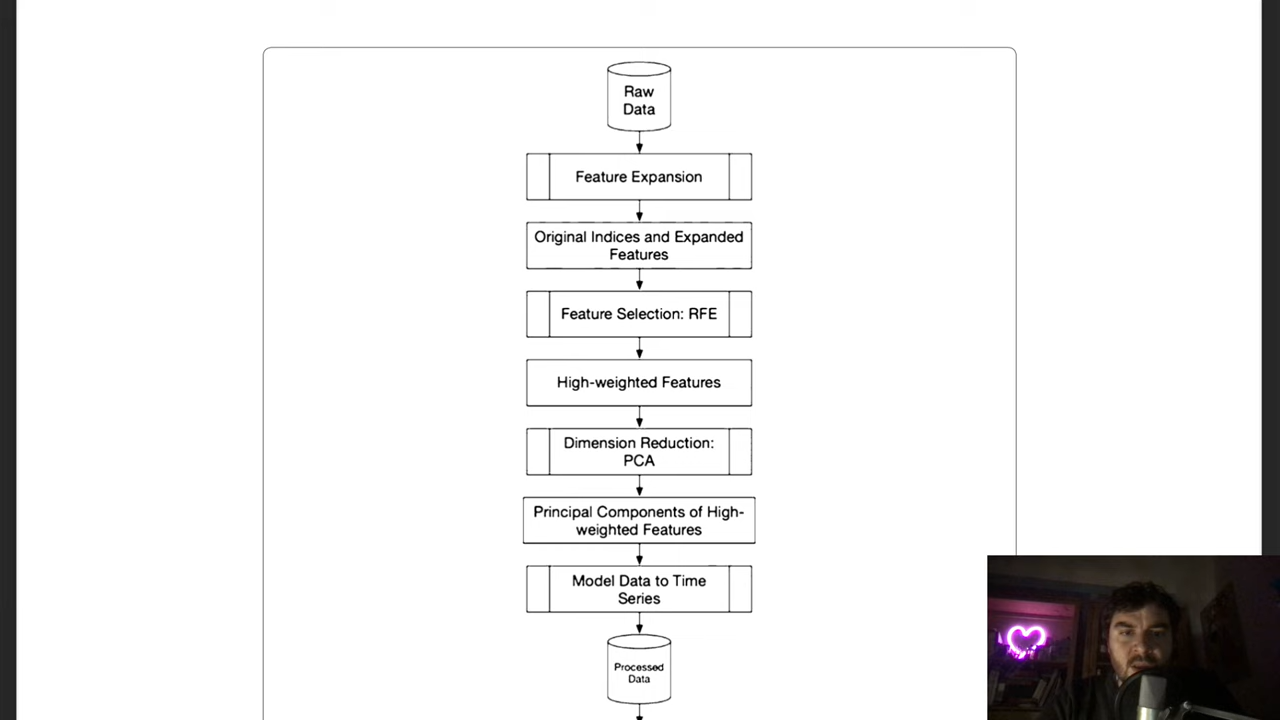 Raw
Data
Feature Expansion
Original Indices and Expanded
Features
Feature Selection: RFE
High-weighted Features
Dimension Reduction:
PCA
Principal Components of High-
weighted Features
Model Data to Time
Series
Processed
Data